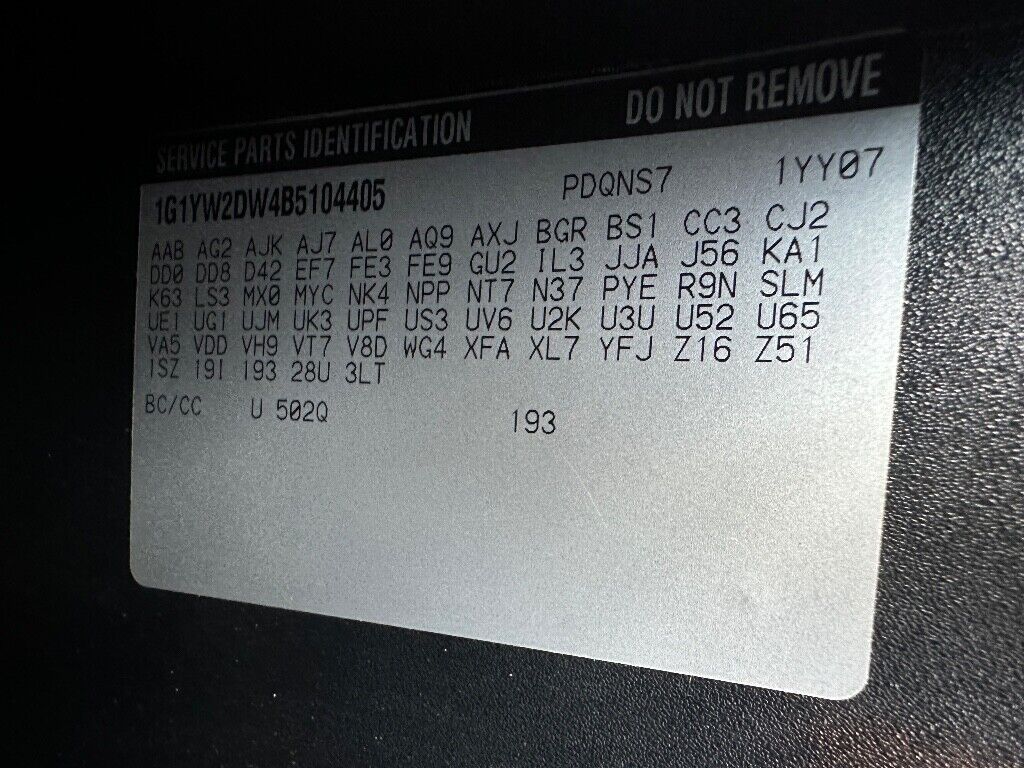 SERVICE PARTS IDENTIFICATION DO NOT REMOVE
1G1YW2DW4B5104405 PDQNS7 1YY07
AAB AG2 AJK AJ7 AL0 AQ9 AXJ BGR BS1 CC3 CJ2
DD0 DD8 D42 EF7 FE3 FE9 GU2 IL3 JJA J56 KA1
K63 LS3 MX0 MYC NK4 NPP NT7 N37 PYE R9N SLM
UE1 UG1 UJM UK3 UPF US3 UV6 U2K U3U U52 U65
VA5 VDD VH9 VT7 V8D WG4 XFA XL7 YFJ Z16 Z51
1SZ 19I 193 28U 3LT
BC/CC U 502Q 193